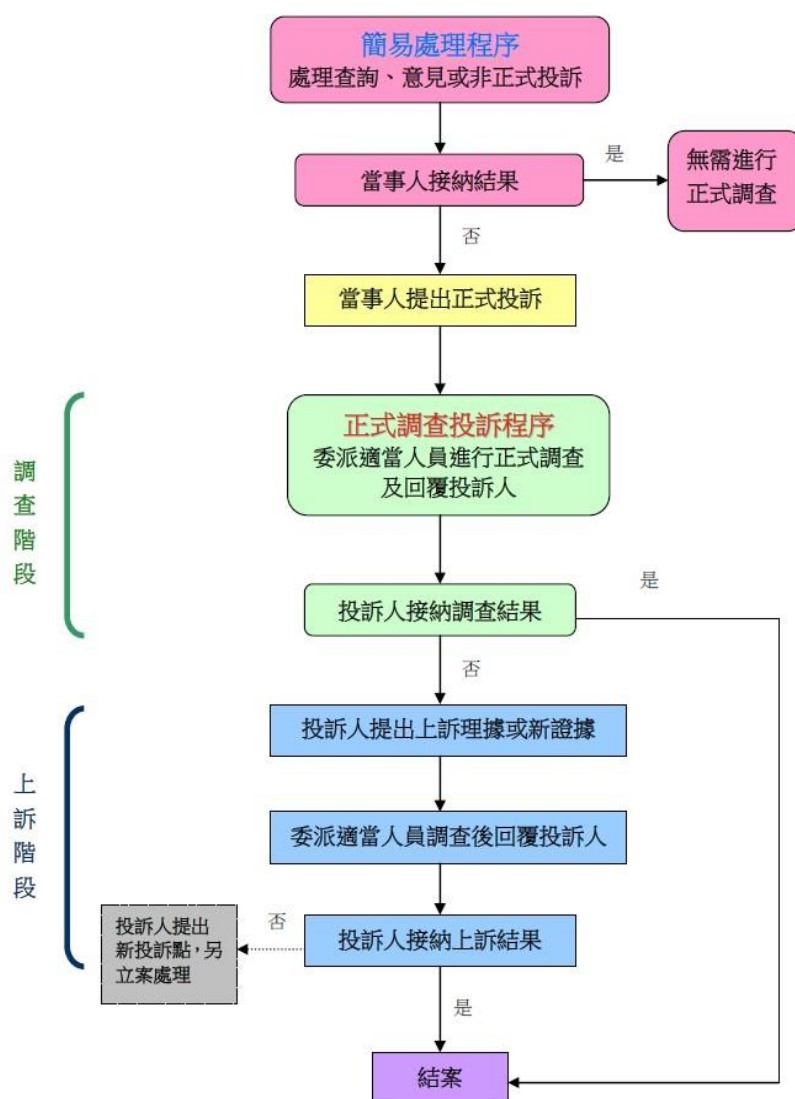 簡易處理程序
處理查詢、意見或非正式投訴
當事人接納結果
是
無需進行
正式調查
否
當事人提出正式投訴
調查階段
正式調查投訴程序
委派適當人員進行正式調查
及回覆投訴人
投訴人接納調查結果
是
否
上訴階段
投訴人提出上訴理據或新證據
委派適當人員調查後回覆投訴人
投訴人接納上訴結果
否
投訴人提出
新投訴點，另
立案處理
是
結案